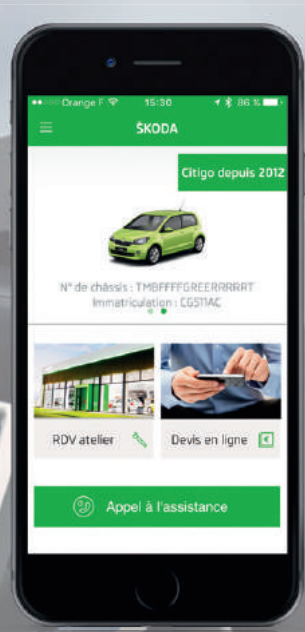 Orange F 15:30 86 %
ŠKODA
Citigo depuis 2012
N° de châssis : TMBFFFFGREERRRRRT
Immatriculation : CG511AC
RDV atelier
Devis en ligne
Appel à l'assistance